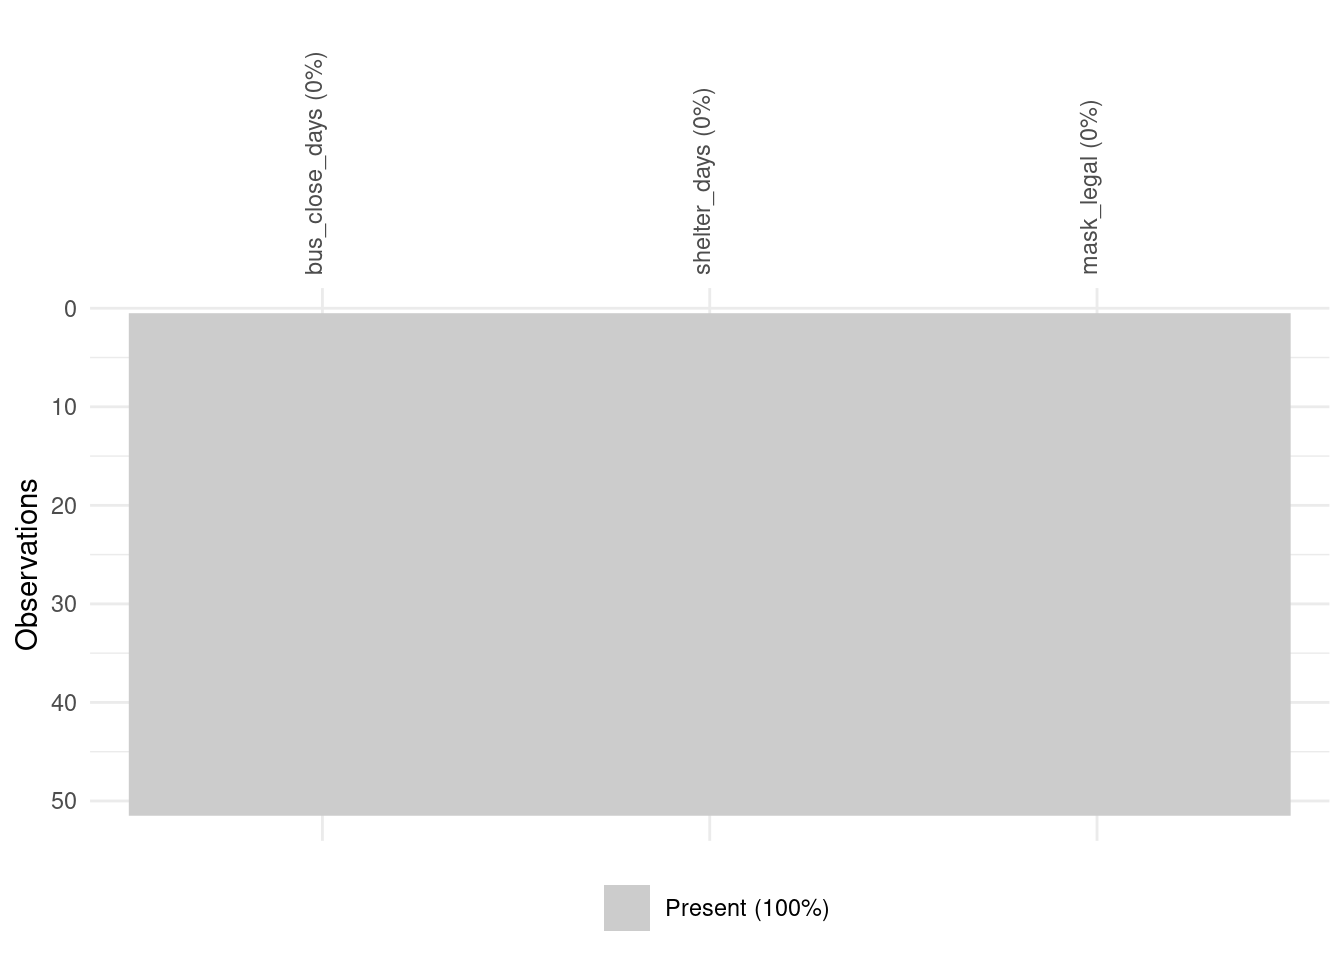 bus_close_days (0%)
shelter_days (0%)
mask_legal (0%)
0
10
20
30
40
50
Observations
Present (100%)